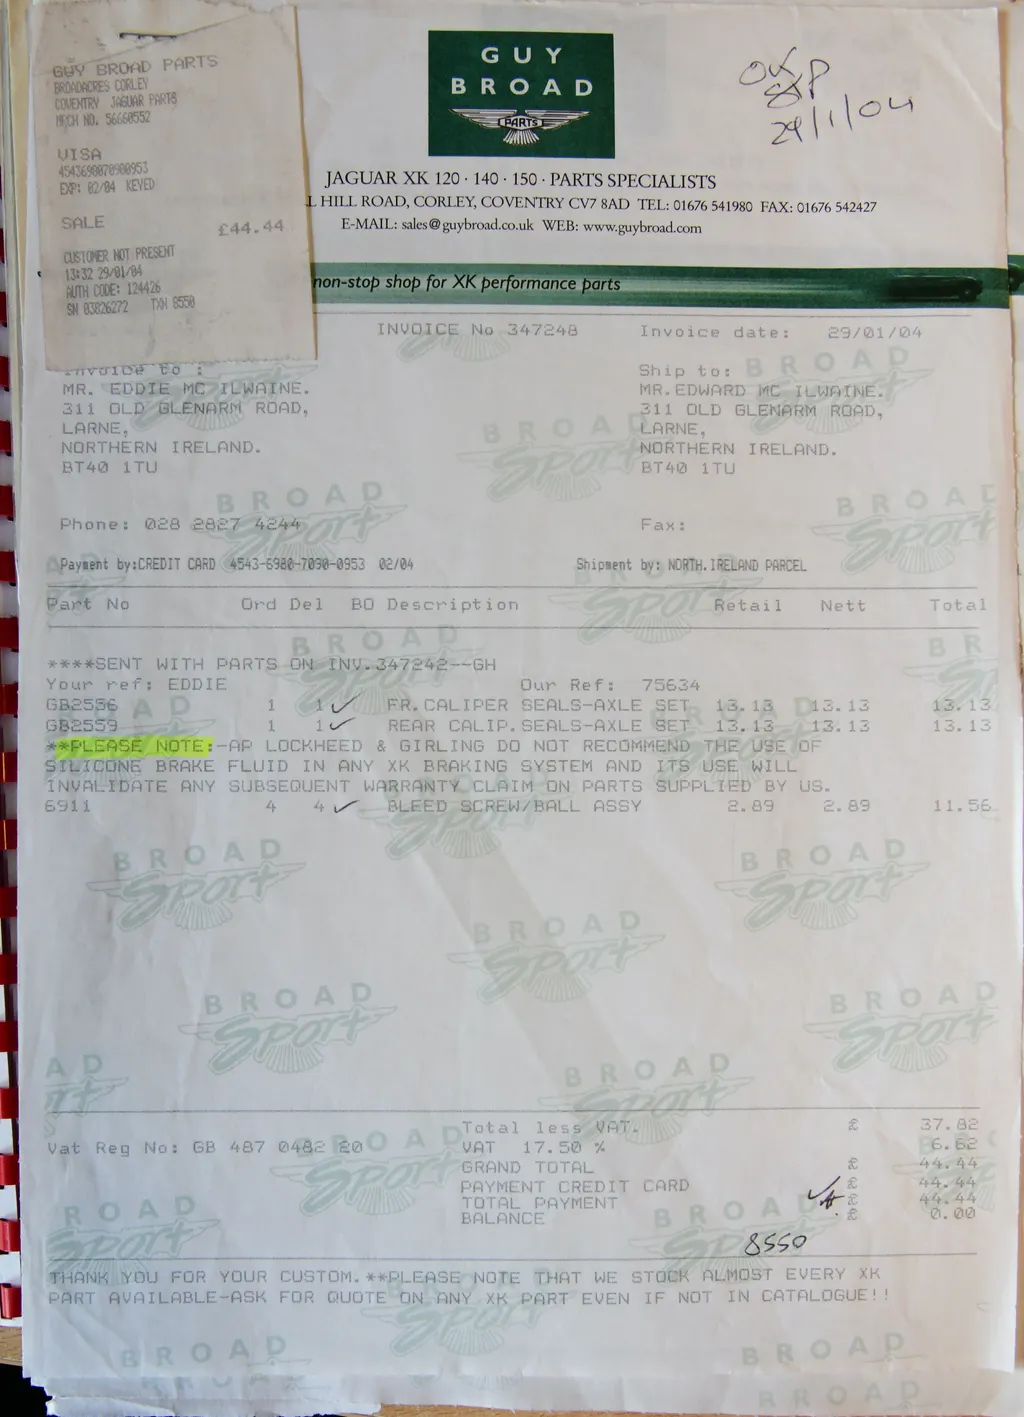 GUY BROAD PARTS
BROADACRES CORLEY
COVENTRY JAGUAR PARTS
MRCH NO. 56660552
VISA
EXP: 02/04 KEYED
SALE £44.44
CUSTOMER NOT PRESENT
13:32 29/01/04
AUTH CODE: 124426
SN 03826272 TXN 8550
GUY
BROAD
PARTS
29/1/04
JAGUAR XK 120 · 140 · 150 · PARTS SPECIALISTS
L HILL ROAD, CORLEY, COVENTRY CV7 8AD TEL: 01676 541980 FAX: 01676 542427
E-MAIL: sales@guybroad.co.uk WEB: www.guybroad.com
non-stop shop for XK performance parts
INVOICE No 347248 Invoice date: 29/01/04
Invoice to : Ship to:
MR. EDDIE MC ILWAINE. MR.EDWARD MC ILWAINE.
311 OLD GLENARM ROAD, 311 OLD GLENARM ROAD,
LARNE, LARNE,
NORTHERN IRELAND. NORTHERN IRELAND.
BT40 1TU BT40 1TU
Phone: 028 2827 4244 Fax:
Payment by:CREDIT CARD 02/04 Shipment by: NORTH.IRELAND PARCEL
Part No Ord Del BO Description Retail Nett Total
****SENT WITH PARTS ON INV.347242--GH
Your ref: EDDIE Our Ref: 75634
GB2556 1 1 FR.CALIPER SEALS-AXLE SET 13.13 13.13 13.13
GB2559 1 1 REAR CALIP.SEALS-AXLE SET 13.13 13.13 13.13
**PLEASE NOTE:-AP LOCKHEED & GIRLING DO NOT RECOMMEND THE USE OF
SILICONE BRAKE FLUID IN ANY XK BRAKING SYSTEM AND ITS USE WILL
INVALIDATE ANY SUBSEQUENT WARRANTY CLAIM ON PARTS SUPPLIED BY US.
6911 4 4 BLEED SCREW/BALL ASSY 2.89 2.89 11.56
Total less VAT. £ 37.82
Vat Reg No: GB 487 0482 20 VAT 17.50 % 6.62
GRAND TOTAL £ 44.44
PAYMENT CREDIT CARD £ 44.44
TOTAL PAYMENT £ 44.44
BALANCE £ 0.00
8550
THANK YOU FOR YOUR CUSTOM.**PLEASE NOTE THAT WE STOCK ALMOST EVERY XK
PART AVAILABLE-ASK FOR QUOTE ON ANY XK PART EVEN IF NOT IN CATALOGUE!!
BROAD
Sport